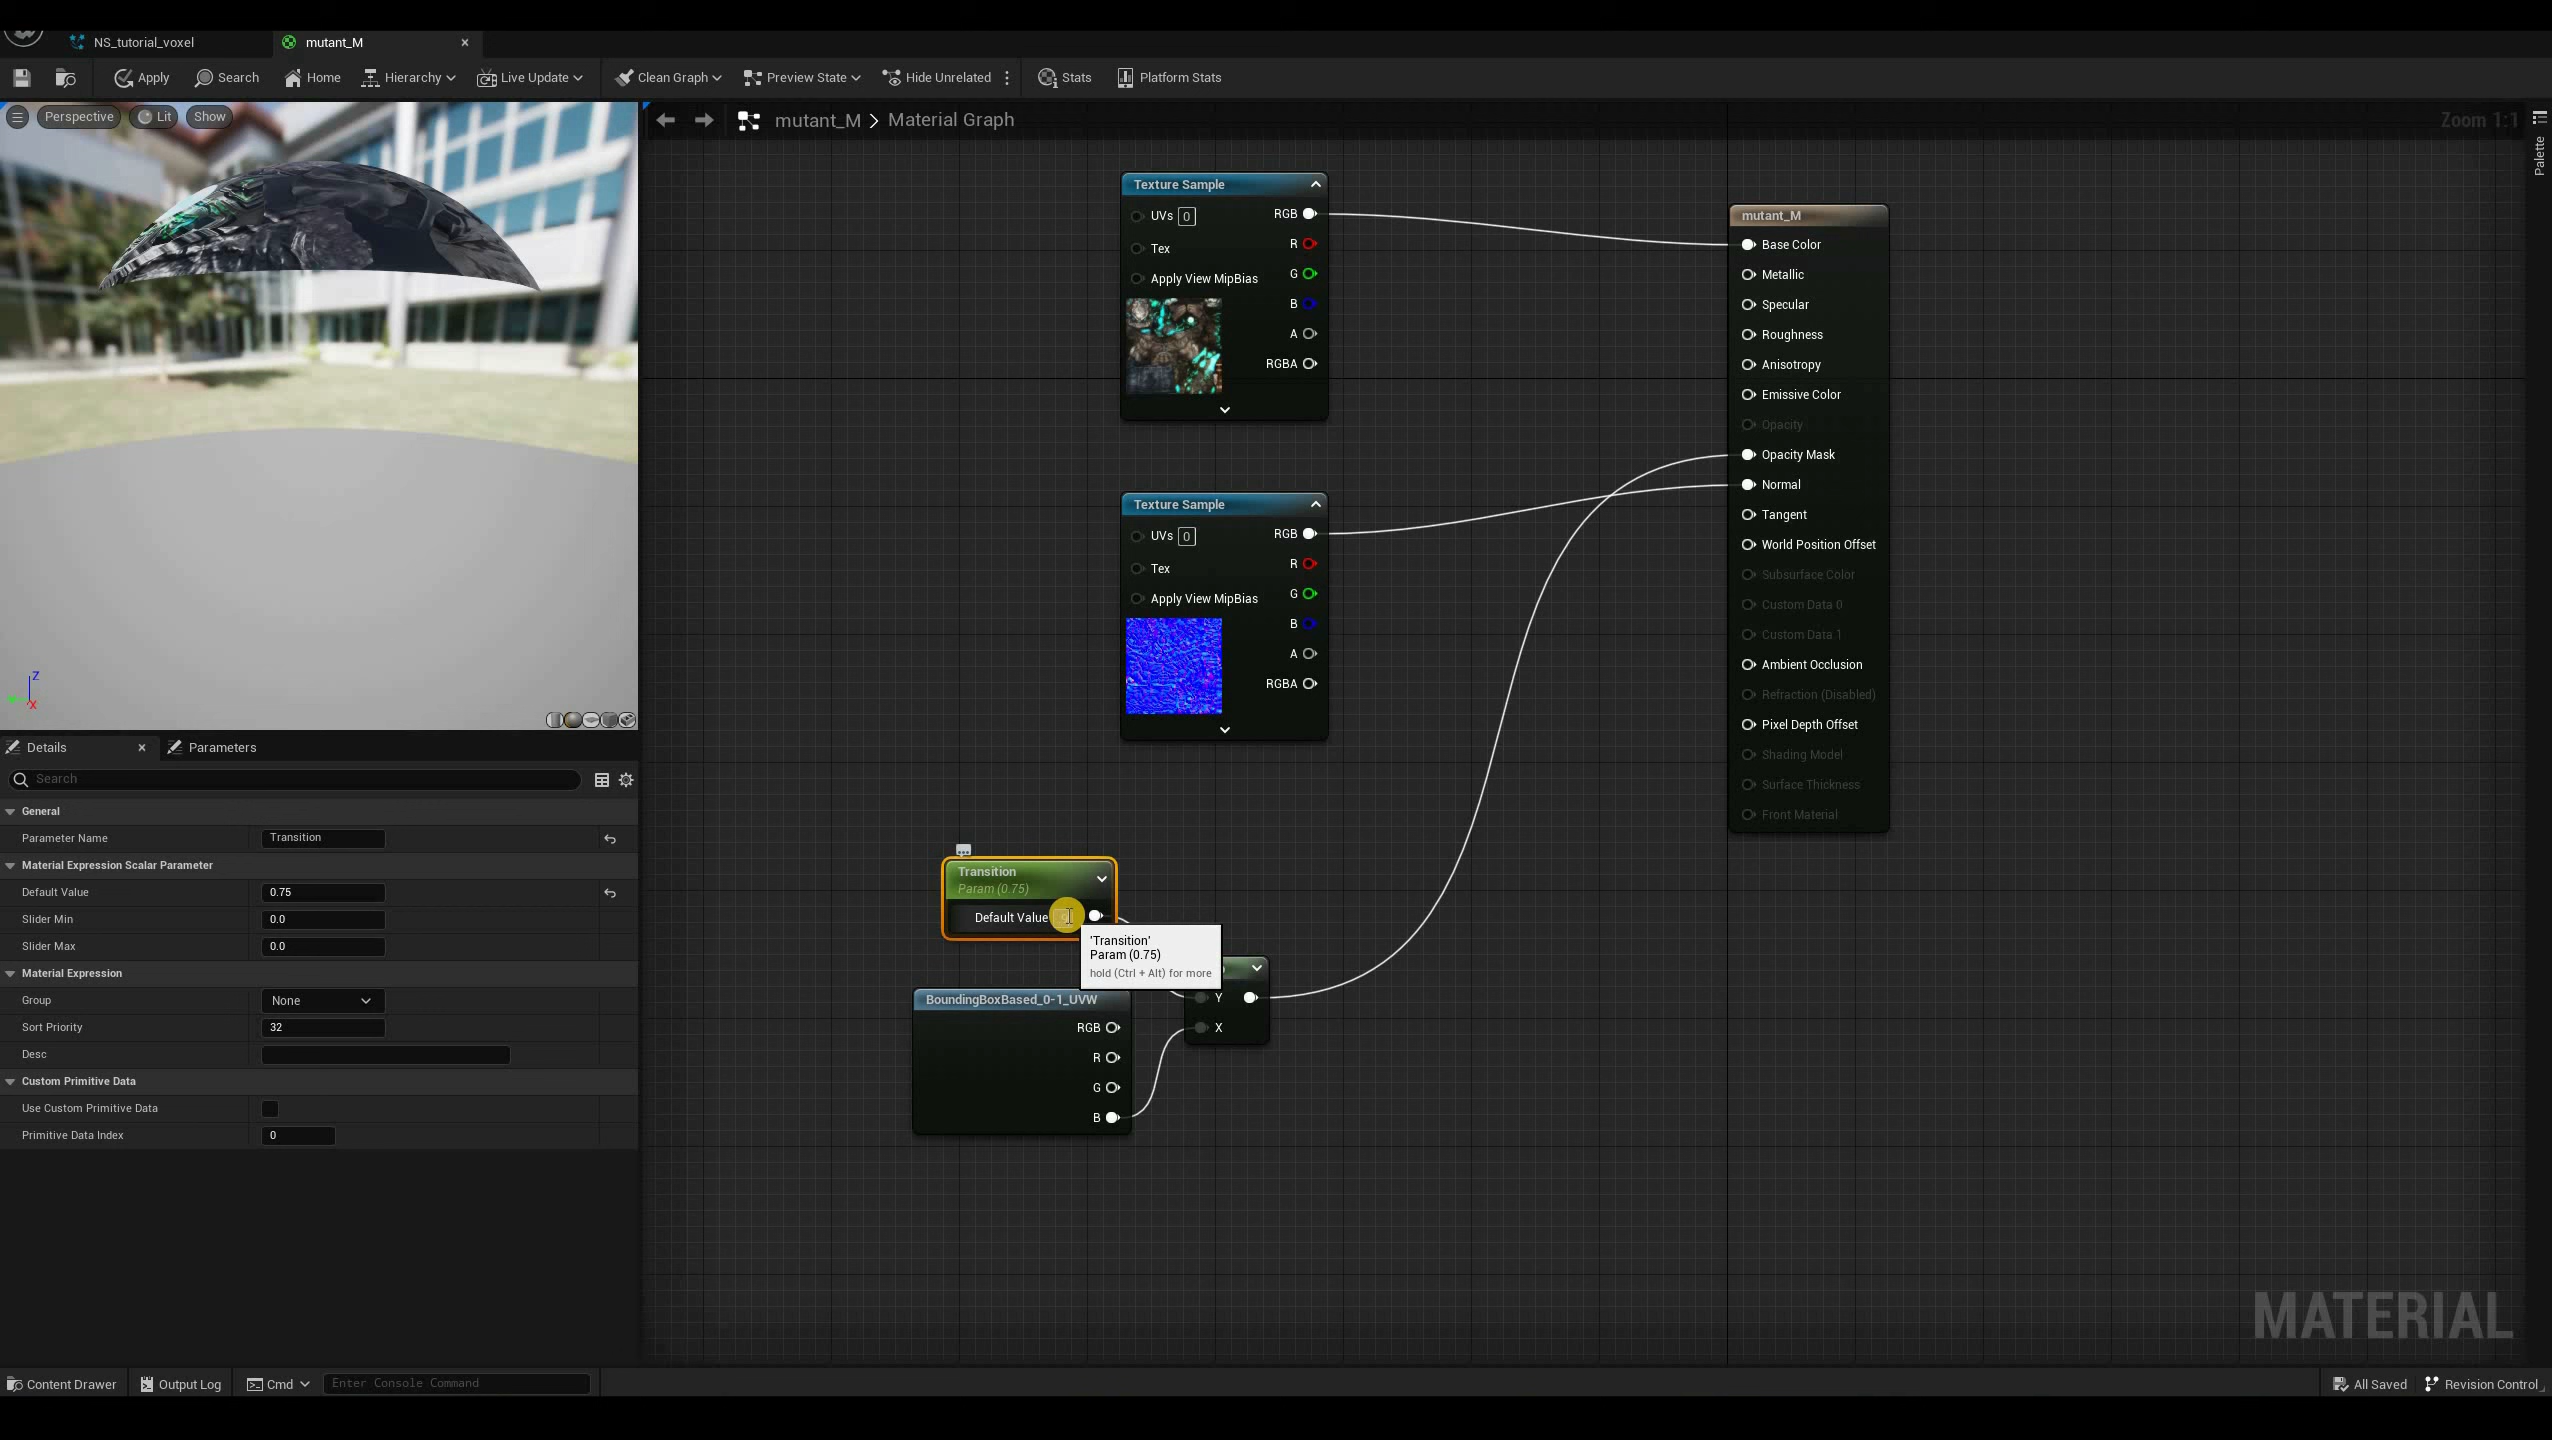 NS_tutorial_voxel
mutant_M
Apply
Search
Home
Hierarchy
Live Update
Clean Graph
Preview State
Hide Unrelated
Stats
Platform Stats
Perspective
Lit
Show
mutant_M > Material Graph
Zoom 1:1
Palette
Texture Sample
UVs 0
Tex
Apply View MipBias
RGB
R
G
B
A
RGBA
Texture Sample
UVs 0
Tex
Apply View MipBias
RGB
R
G
B
A
RGBA
mutant_M
Base Color
Metallic
Specular
Roughness
Anisotropy
Emissive Color
Opacity
Opacity Mask
Normal
Tangent
World Position Offset
Subsurface Color
Custom Data 0
Custom Data 1
Ambient Occlusion
Refraction (Disabled)
Pixel Depth Offset
Shading Model
Surface Thickness
Front Material
Transition
Param (0.75)
Default Value
'Transition'
Param (0.75)
hold (Ctrl + Alt) for more
Y
X
BoundingBoxBased_0-1_UVW
RGB
R
G
B
Z
X
Details
Parameters
Search
General
Parameter Name Transition
Material Expression Scalar Parameter
Default Value 0.75
Slider Min 0.0
Slider Max 0.0
Material Expression
Group None
Sort Priority 32
Desc
Custom Primitive Data
Use Custom Primitive Data
Primitive Data Index 0
MATERIAL
Content Drawer
Output Log
Cmd
Enter Console Command
All Saved
Revision Control